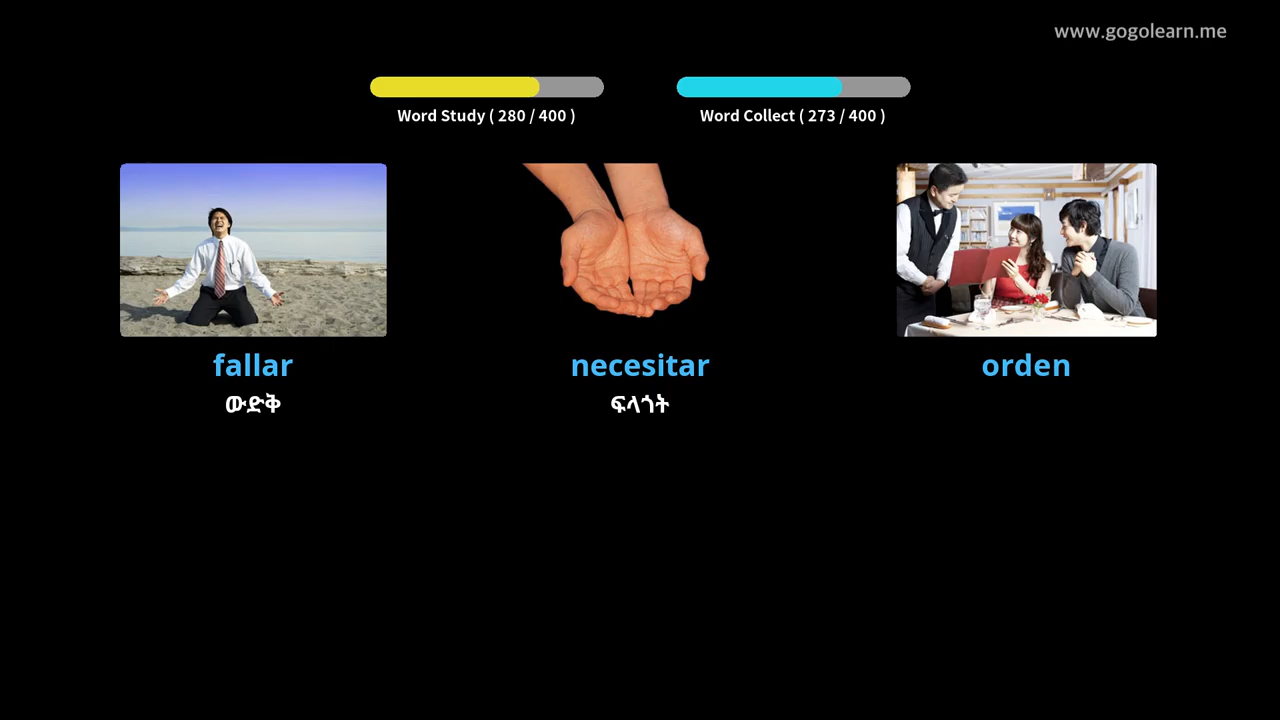 www.gogolearn.me
Word Study ( 280 / 400 )
Word Collect ( 273 / 400 )
fallar
necesitar
orden
ውድቅ
ፍላጎት